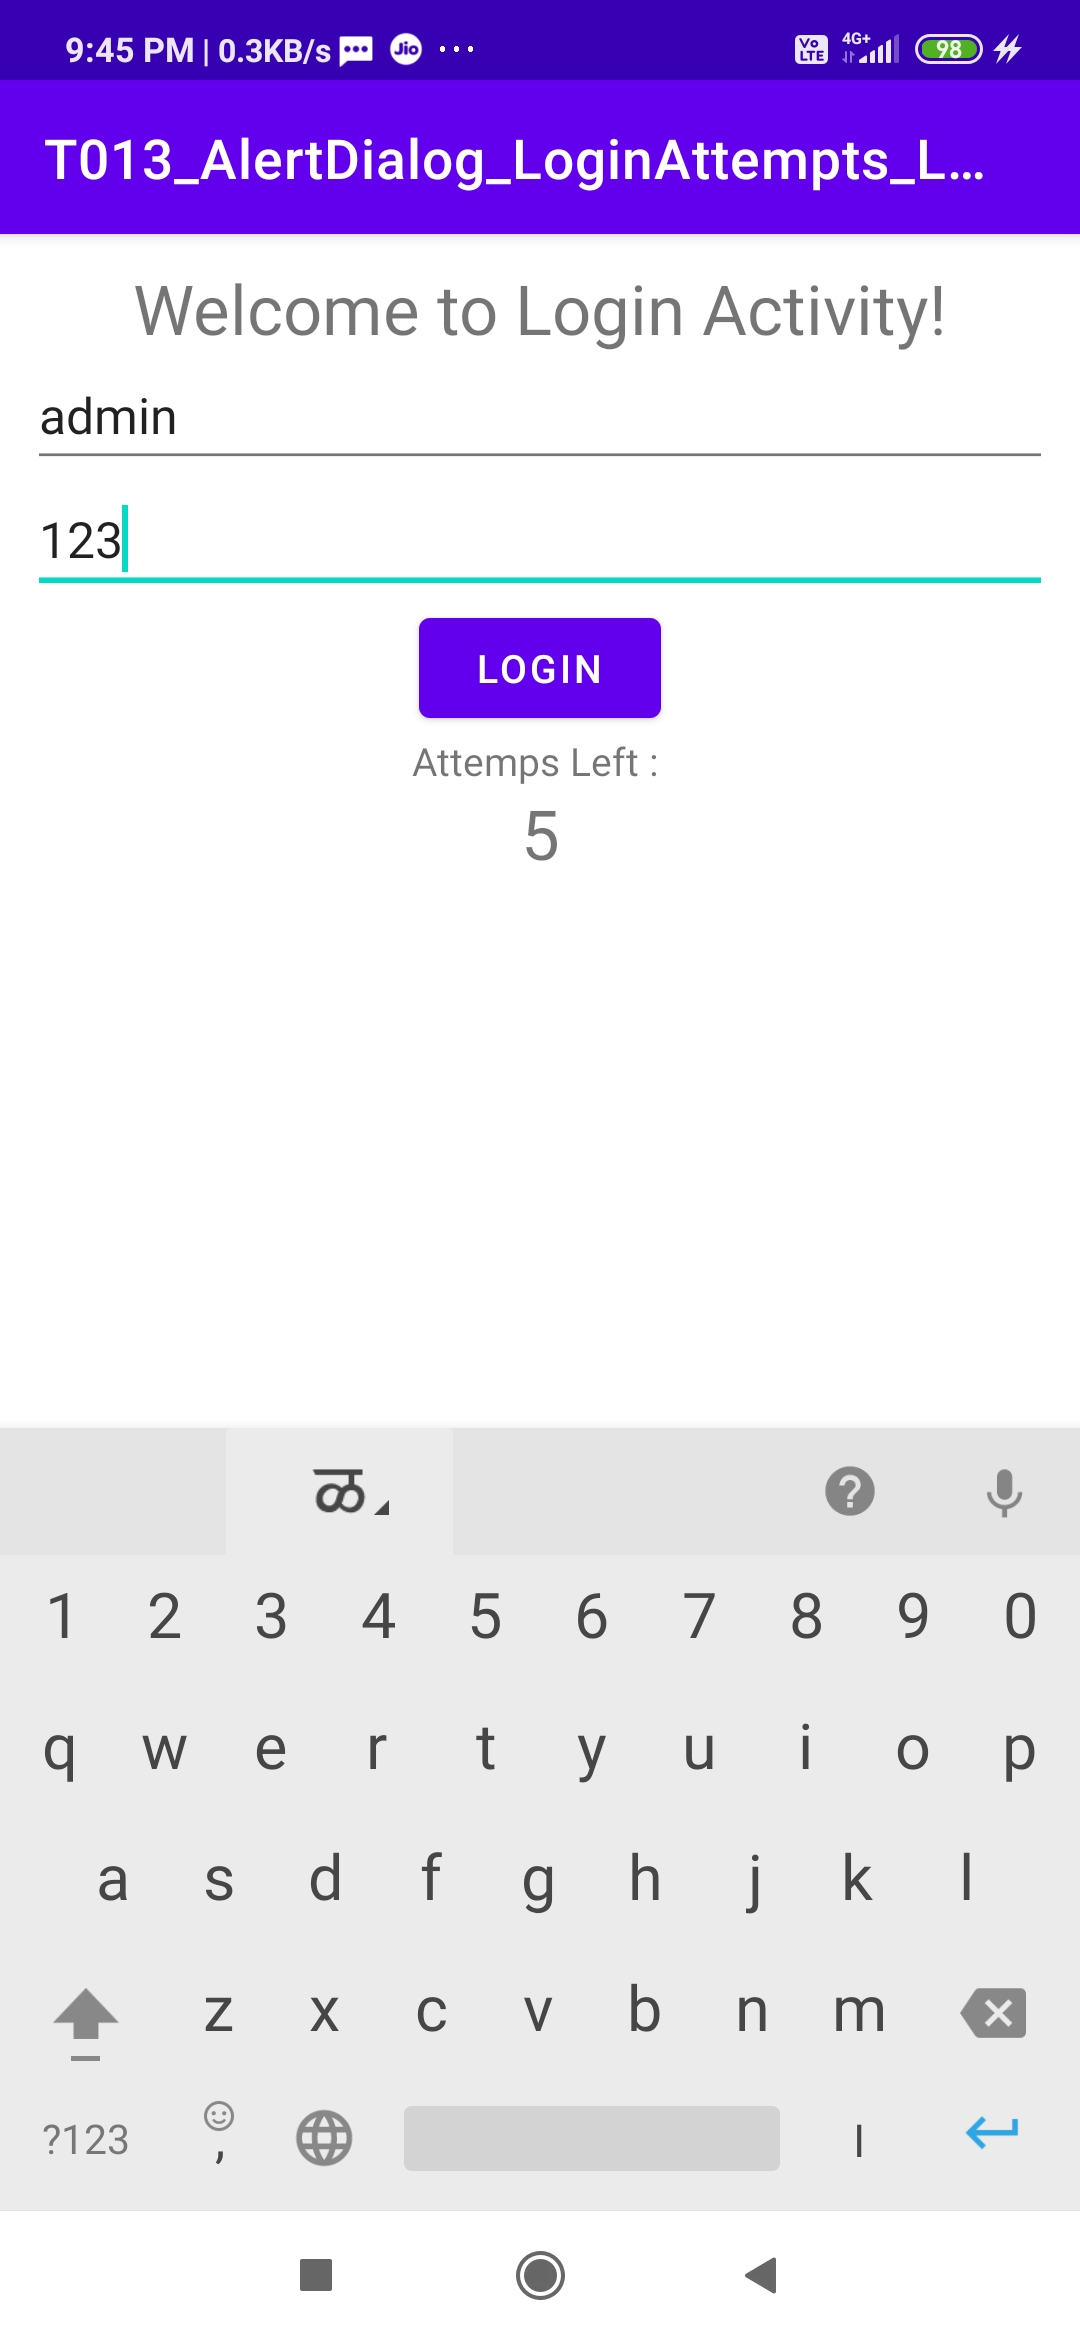 9:45 PM | 0.3KB/s Jio ... Vo LTE 4G+ 98
T013_AlertDialog_LoginAttempts_L...
Welcome to Login Activity!
admin
123
LOGIN
Attemps Left :
5
ळ ?
1 2 3 4 5 6 7 8 9 0
q w e r t y u i o p
a s d f g h j k l
z x c v b n m
?123 , ।